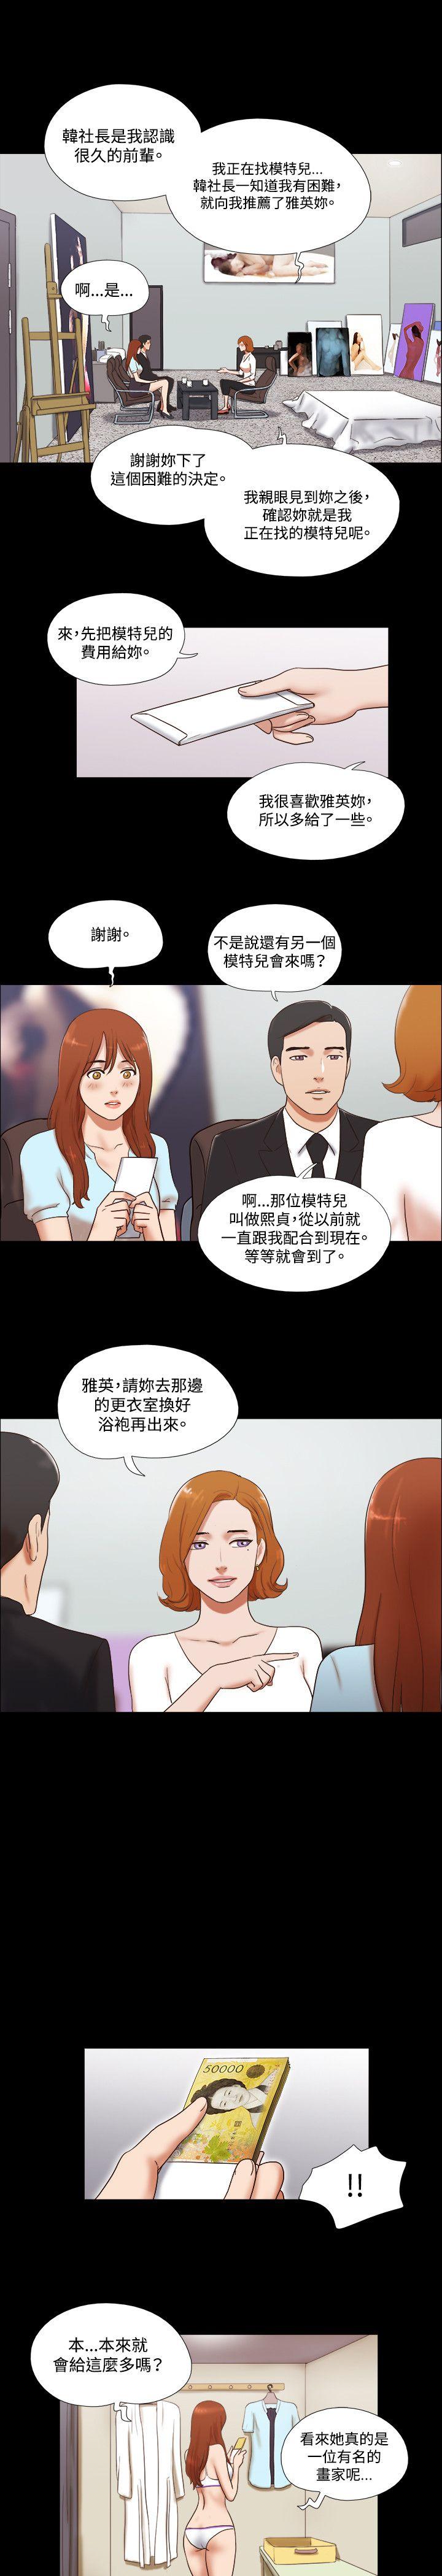 韓社長是我認識
很久的前輩。
我正在找模特兒...
韓社長一知道我有困難，
就向我推薦了雅英妳。
啊...是...
謝謝妳下了
這個困難的決定。
我親眼見到妳之後，
確認妳就是我
正在找的模特兒呢。
來，先把模特兒的
費用給妳。
我很喜歡雅英妳，
所以多給了一些。
謝謝。
不是說還有另一個
模特兒會來嗎？
啊...那位模特兒
叫做熙貞，從以前就
一直跟我配合到現在。
等等就會到了。
雅英，請妳去那邊
的更衣室換好
浴袍再出來。
50000
!!
本...本來就
會給這麼多嗎？
看來她真的是
一位有名的
畫家呢...